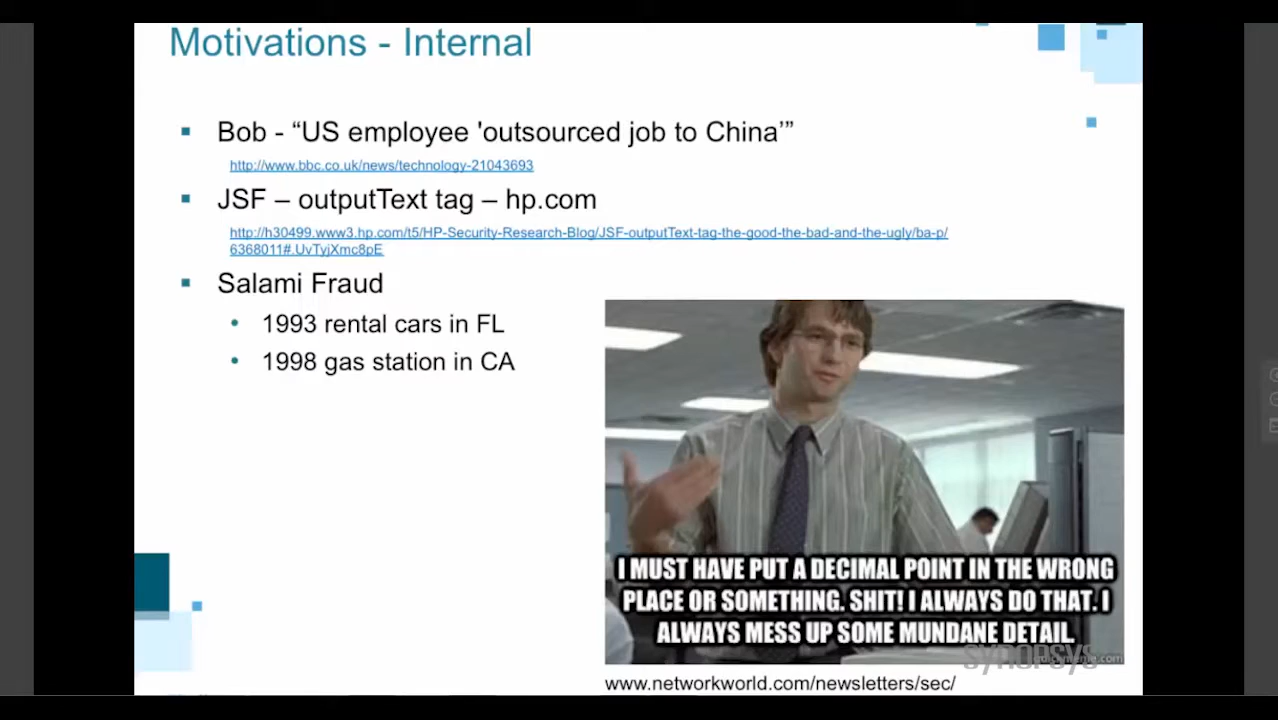 Motivations - Internal
Bob - “US employee 'outsourced job to China’”
http://www.bbc.co.uk/news/technology-21043693
JSF – outputText tag – hp.com
http://h30499.www3.hp.com/t5/HP-Security-Research-Blog/JSF-outputText-tag-the-good-the-bad-and-the-ugly/ba-p/
6368011#.UvTyjXmc8pE
Salami Fraud
1993 rental cars in FL
1998 gas station in CA
I MUST HAVE PUT A DECIMAL POINT IN THE WRONG
PLACE OR SOMETHING. SHIT! I ALWAYS DO THAT. I
ALWAYS MESS UP SOME MUNDANE DETAIL.
SYNOPSYS
www.networkworld.com/newsletters/sec/